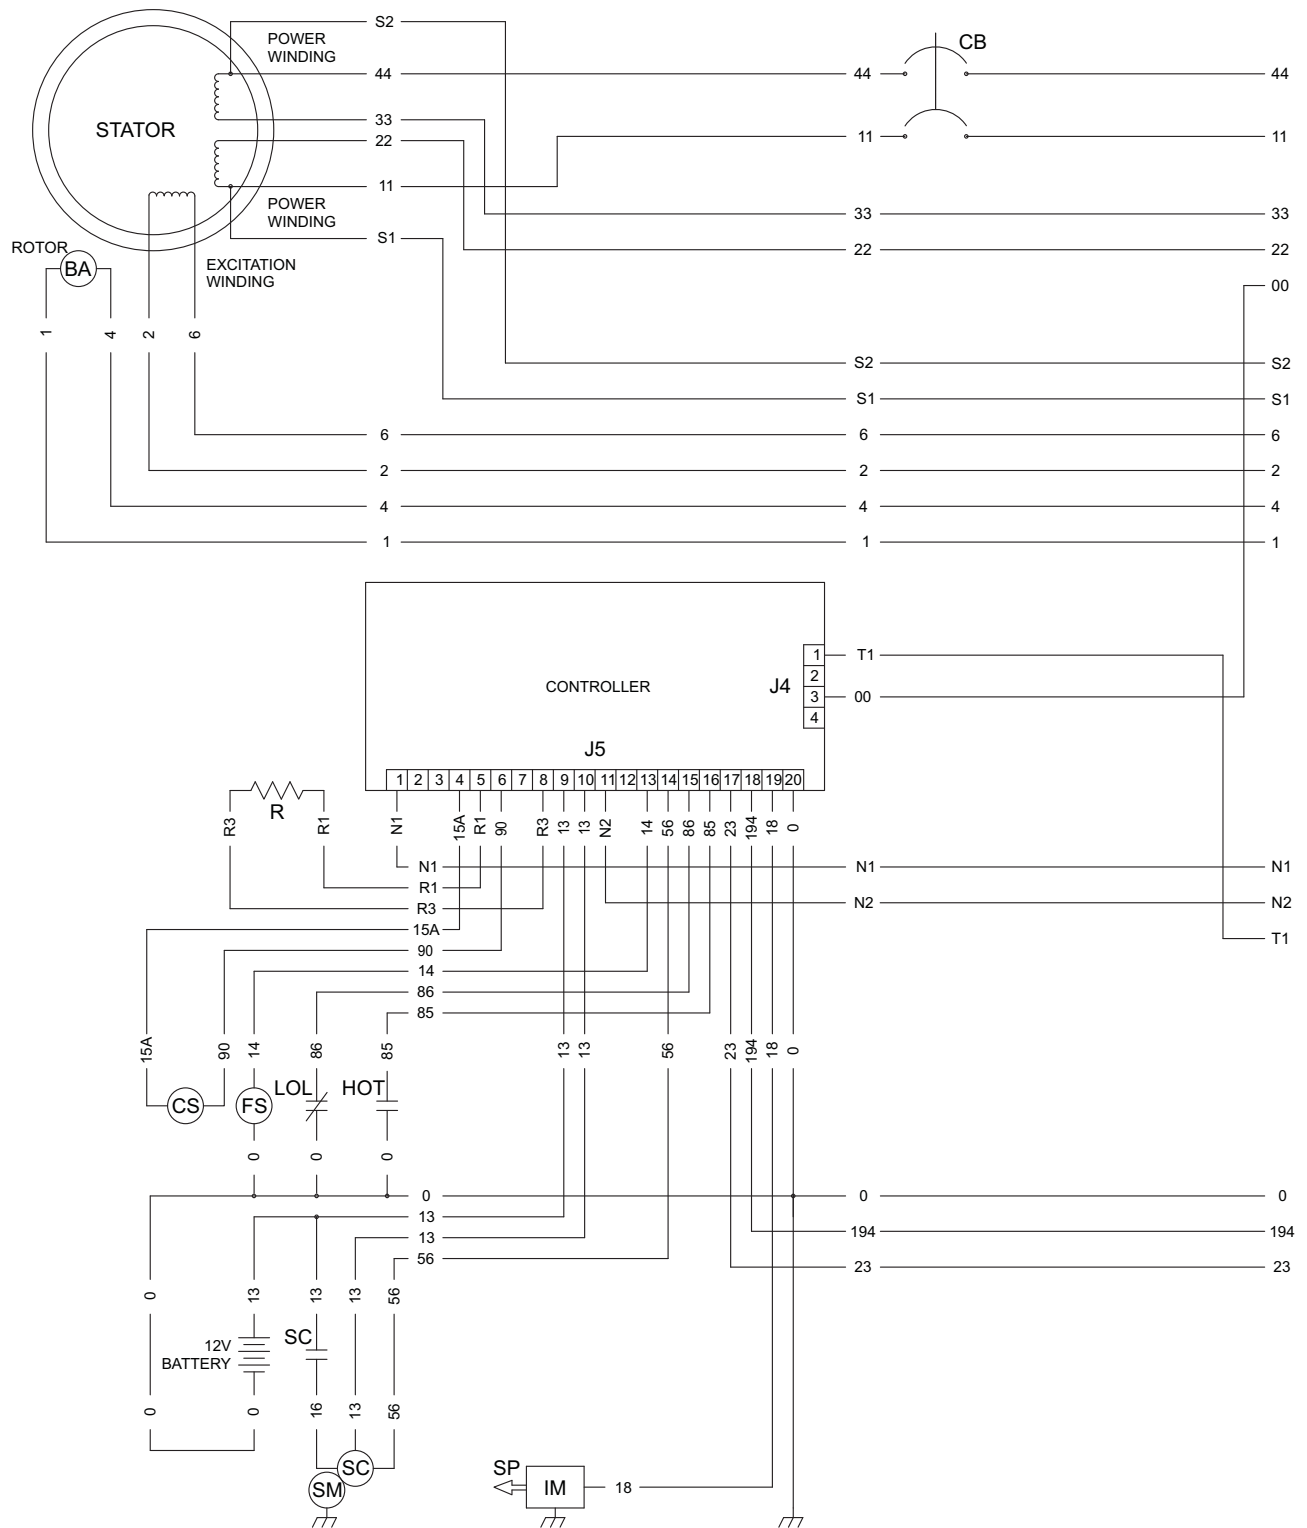 S2
POWER
WINDING
CB
44 44 44
STATOR
33
22
11 11
11
POWER
WINDING
33 33
S1
ROTOR
BA
EXCITATION
WINDING
22 22
00
1 4 2 6
S2 S2
S1 S1
6 6 6
2 2 2
4 4 4
1 1 1
1 T1
2
CONTROLLER
J4
3 00
4
J5
1 2 3 4 5 6 7 8 9 10 11 12 13 14 15 16 17 18 19 20
R
R3 R1 N1 15A R1 90 R3 13 13 N2 14 56 86 85 23 194 18 0
N1 N1 N1
R1
R3 N2 N2
15A
T1
90
14
86
85
15A 90 14 86 85 13 13 56 23 194 18 0
LOL HOT
CS FS
0 0 0
0 0 0
13
194 194
13
56
23 23
0 13 13 13 56
SC
12V
BATTERY
0 0 16 13 56
SC
SP
SM
IM 18